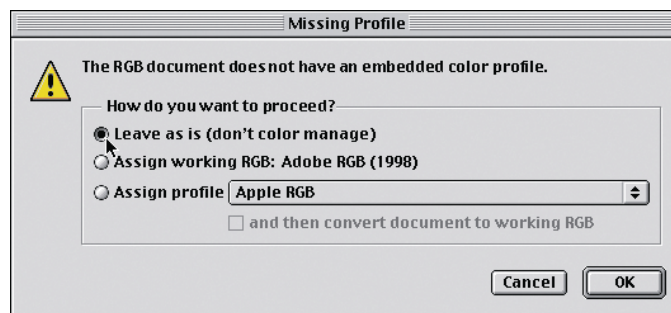 Missing Profile
The RGB document does not have an embedded color profile.
How do you want to proceed?
Leave as is (don't color manage)
Assign working RGB: Adobe RGB (1998)
Assign profile Apple RGB
and then convert document to working RGB
Cancel OK